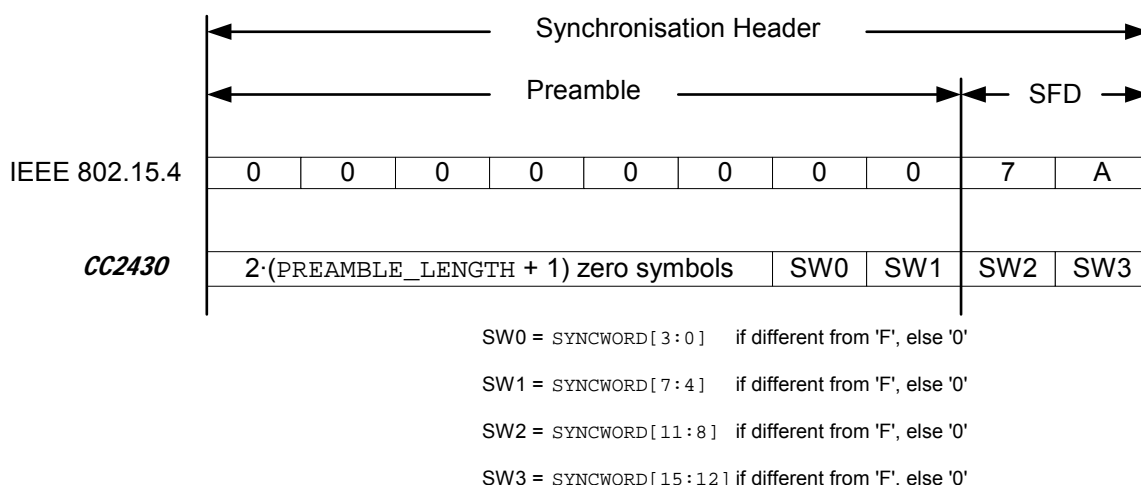 Synchronisation Header
Preamble SFD
IEEE 802.15.4 0 0 0 0 0 0 0 0 7 A
CC2430 2·(PREAMBLE_LENGTH + 1) zero symbols SW0 SW1 SW2 SW3
SW0 = SYNCWORD[3:0] if different from 'F', else '0'
SW1 = SYNCWORD[7:4] if different from 'F', else '0'
SW2 = SYNCWORD[11:8] if different from 'F', else '0'
SW3 = SYNCWORD[15:12] if different from 'F', else '0'